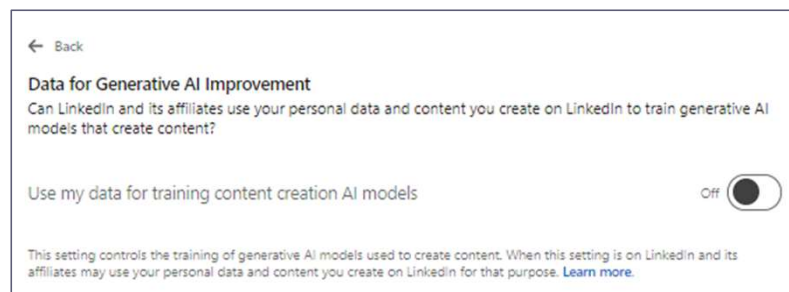 ← Back
Data for Generative AI Improvement
Can LinkedIn and its affiliates use your personal data and content you create on LinkedIn to train generative AI
models that create content?
Use my data for training content creation AI models
Off
This setting controls the training of generative AI models used to create content. When this setting is on LinkedIn and its
affiliates may use your personal data and content you create on LinkedIn for that purpose. Learn more.